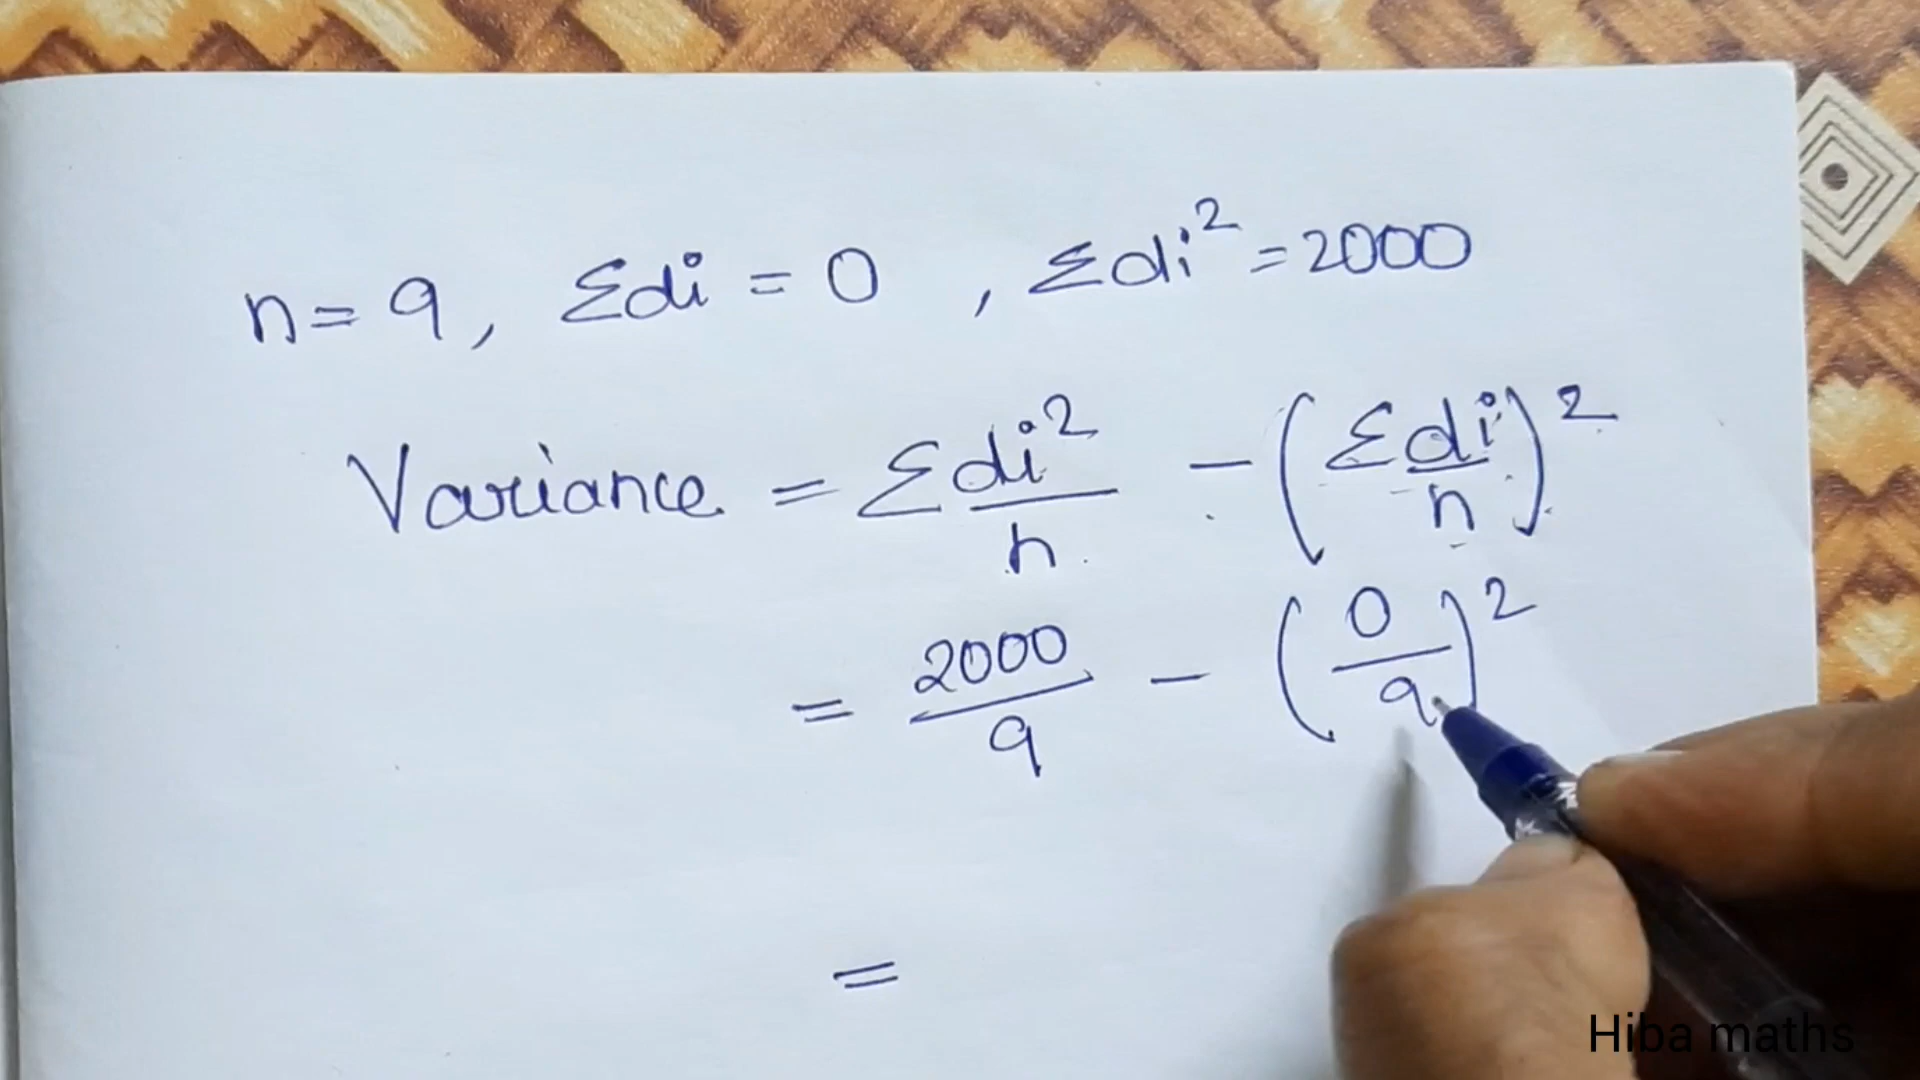 n = 9, Σdi = 0 , Σdi² = 2000
Variance = Σdi²/n - (Σdi/n)²
= 2000/9 - (0/9)²
=
Hiba maths